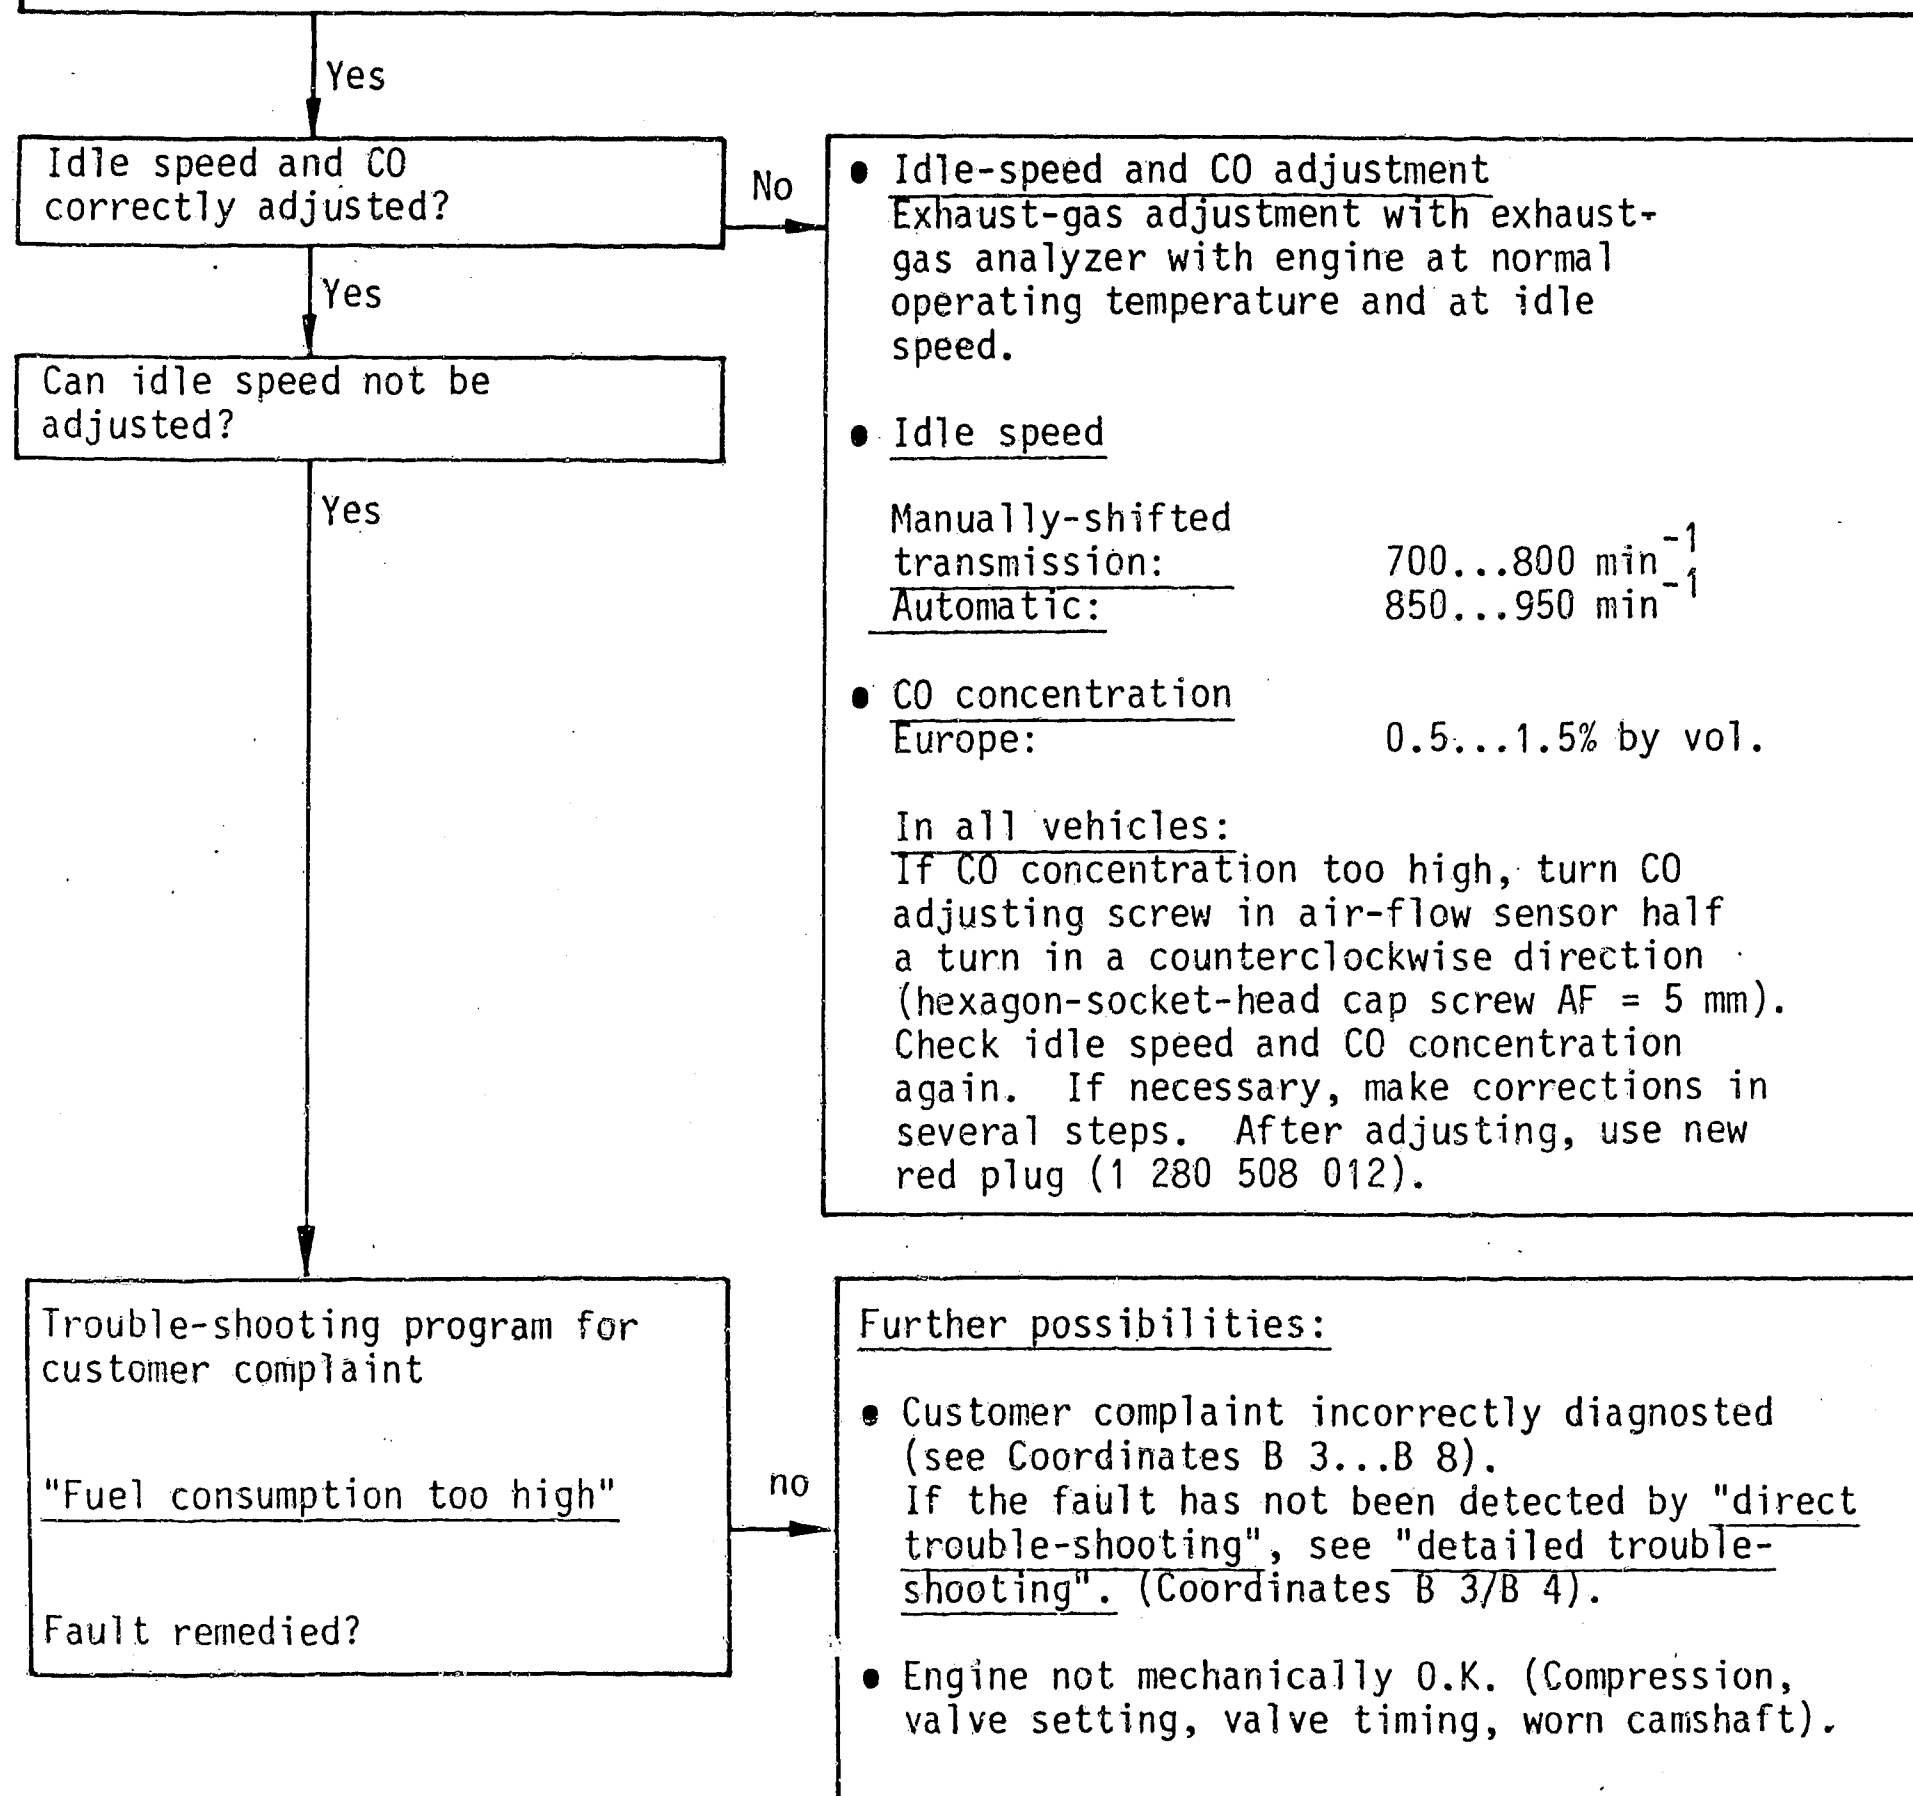 Yes
Idle speed and CO
correctly adjusted?
No
Yes
Can idle speed not be
adjusted?
Yes
• Idle-speed and CO adjustment
Exhaust-gas adjustment with exhaust-
gas analyzer with engine at normal
operating temperature and at idle
speed.
• Idle speed
Manually-shifted
transmission: 700...800 min⁻¹
Automatic: 850...950 min⁻¹
• CO concentration
Europe: 0.5...1.5% by vol.
In all vehicles:
If CO concentration too high, turn CO
adjusting screw in air-flow sensor half
a turn in a counterclockwise direction
(hexagon-socket-head cap screw AF = 5 mm).
Check idle speed and CO concentration
again. If necessary, make corrections in
several steps. After adjusting, use new
red plug (1 280 508 012).
Trouble-shooting program for
customer complaint
"Fuel consumption too high"
Fault remedied?
no
Further possibilities:
• Customer complaint incorrectly diagnosted
(see Coordinates B 3...B 8).
If the fault has not been detected by "direct
trouble-shooting", see "detailed trouble-
shooting". (Coordinates B 3/B 4).
• Engine not mechanically O.K. (Compression,
valve setting, valve timing, worn camshaft).